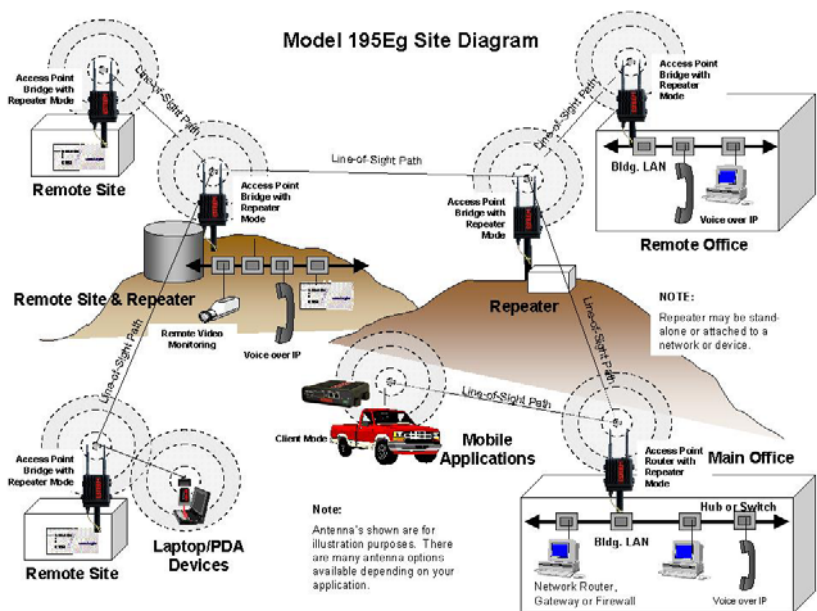 Model 195Eg Site Diagram
Access Point
Bridge with
Repeater Mode
Line-of-Sight Path
Remote Site
Access Point
Bridge with
Repeater
Mode
Line-of-Sight Path
Access Point
Bridge with
Repeater
Mode
Line-of-Sight Path
Access Point
Bridge with
Repeater Mode
Bldg. LAN
Voice over IP
Remote Office
Remote Site & Repeater
Remote Video
Monitoring
Voice over IP
Repeater
NOTE:
Repeater may be stand-
alone or attached to a
network or device.
Line-of-Sight Path
Line-of-Sight Path
Line-of-Sight Path
Client Mode
Mobile
Applications
Access Point
Bridge with
Repeater Mode
Remote Site
Laptop/PDA
Devices
Note:
Antenna's shown are for
illustration purposes. There
are many antenna options
available depending on your
application.
Access Point
Router with
Repeater
Mode
Main Office
Hub or Switch
Bldg. LAN
Network Router,
Gateway or Firewall
Voice over IP